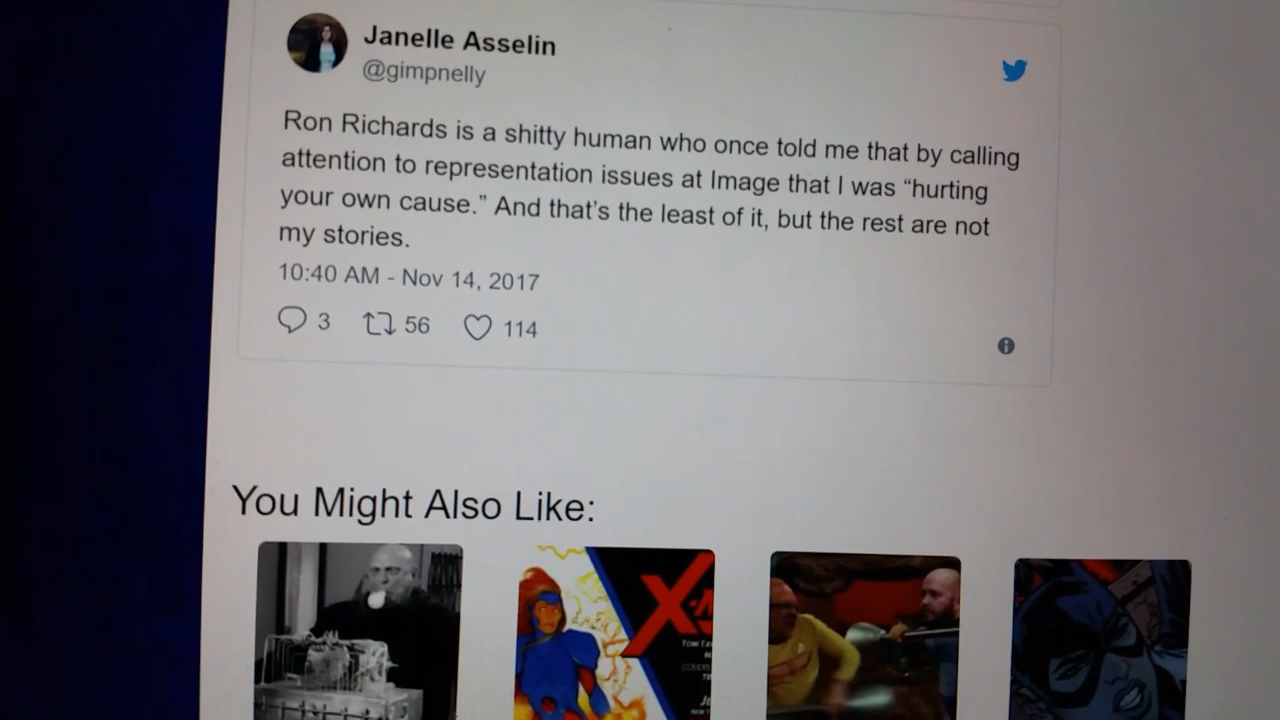 Janelle Asselin
@gimpnelly
Ron Richards is a shitty human who once told me that by calling
attention to representation issues at Image that I was “hurting
your own cause.” And that’s the least of it, but the rest are not
my stories.
10:40 AM - Nov 14, 2017
3 56 114
You Might Also Like:
X-M